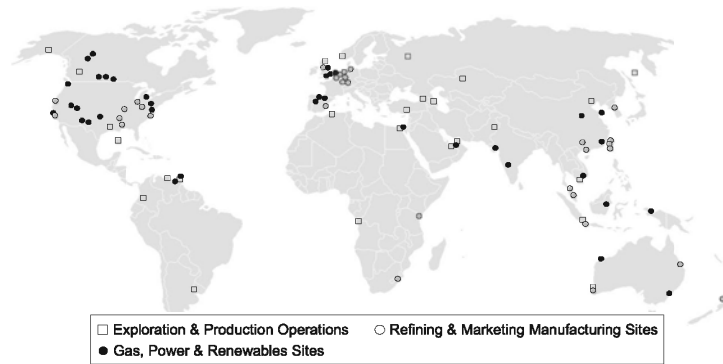 Exploration & Production Operations
Refining & Marketing Manufacturing Sites
Gas, Power & Renewables Sites